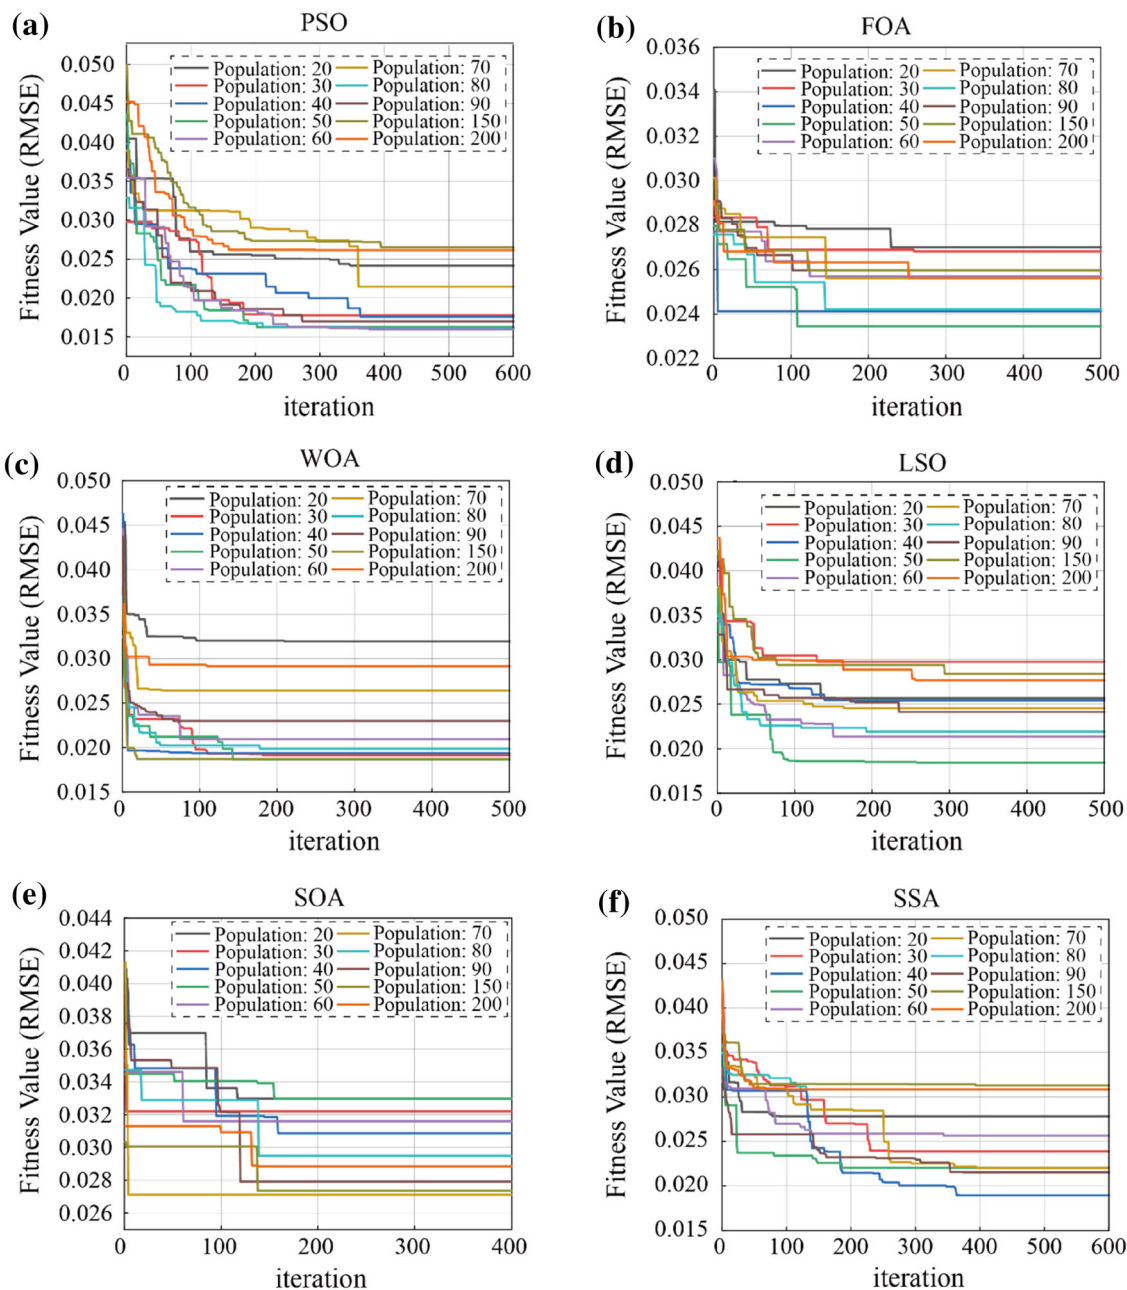 (a)
PSO
Fitness Value (RMSE)
0.050
0.045
0.040
0.035
0.030
0.025
0.020
0.015
Population: 20
Population: 30
Population: 40
Population: 50
Population: 60
Population: 70
Population: 80
Population: 90
Population: 150
Population: 200
0 100 200 300 400 500 600
iteration
(b)
FOA
Fitness Value (RMSE)
0.036
0.034
0.032
0.030
0.028
0.026
0.024
0.022
Population: 20
Population: 30
Population: 40
Population: 50
Population: 60
Population: 70
Population: 80
Population: 90
Population: 150
Population: 200
0 100 200 300 400 500
iteration
(c)
WOA
Fitness Value (RMSE)
0.050
0.045
0.040
0.035
0.030
0.025
0.020
0.015
Population: 20
Population: 30
Population: 40
Population: 50
Population: 60
Population: 70
Population: 80
Population: 90
Population: 150
Population: 200
0 100 200 300 400 500
iteration
(d)
LSO
Fitness Value (RMSE)
0.050
0.045
0.040
0.035
0.030
0.025
0.020
0.015
Population: 20
Population: 30
Population: 40
Population: 50
Population: 60
Population: 70
Population: 80
Population: 90
Population: 150
Population: 200
0 100 200 300 400 500
iteration
(e)
SOA
Fitness Value (RMSE)
0.044
0.042
0.040
0.038
0.036
0.034
0.032
0.030
0.028
0.026
Population: 20
Population: 30
Population: 40
Population: 50
Population: 60
Population: 70
Population: 80
Population: 90
Population: 150
Population: 200
0 100 200 300 400
iteration
(f)
SSA
Fitness Value (RMSE)
0.050
0.045
0.040
0.035
0.030
0.025
0.020
0.015
Population: 20
Population: 30
Population: 40
Population: 50
Population: 60
Population: 70
Population: 80
Population: 90
Population: 150
Population: 200
0 100 200 300 400 500 600
iteration